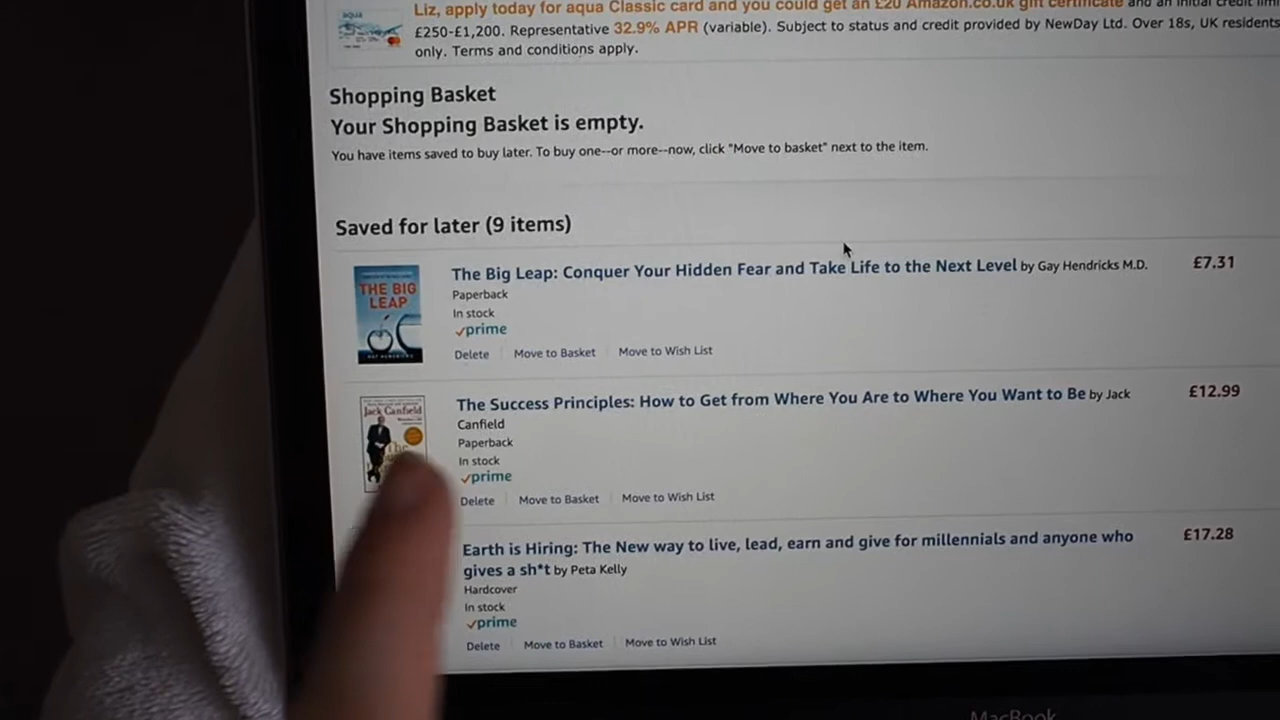 Liz, apply today for aqua Classic card and you could get an £20 Amazon.co.uk gift certificate and an initial credit
£250-£1,200. Representative 32.9% APR (variable). Subject to status and credit provided by NewDay Ltd. Over 18s, UK residents
only. Terms and conditions apply.
aqua
Shopping Basket
Your Shopping Basket is empty.
You have items saved to buy later. To buy one--or more--now, click "Move to basket" next to the item.
Saved for later (9 items)
THE BIG
LEAP
The Big Leap: Conquer Your Hidden Fear and Take Life to the Next Level by Gay Hendricks M.D.
£7.31
Paperback
In stock
prime
Delete Move to Basket Move to Wish List
Jack Canfield
The
The Success Principles: How to Get from Where You Are to Where You Want to Be by Jack
Canfield
£12.99
Paperback
In stock
prime
Delete Move to Basket Move to Wish List
Earth is Hiring: The New way to live, lead, earn and give for millennials and anyone who
gives a sh*t by Peta Kelly
£17.28
Hardcover
In stock
prime
Delete Move to Basket Move to Wish List
MacBook